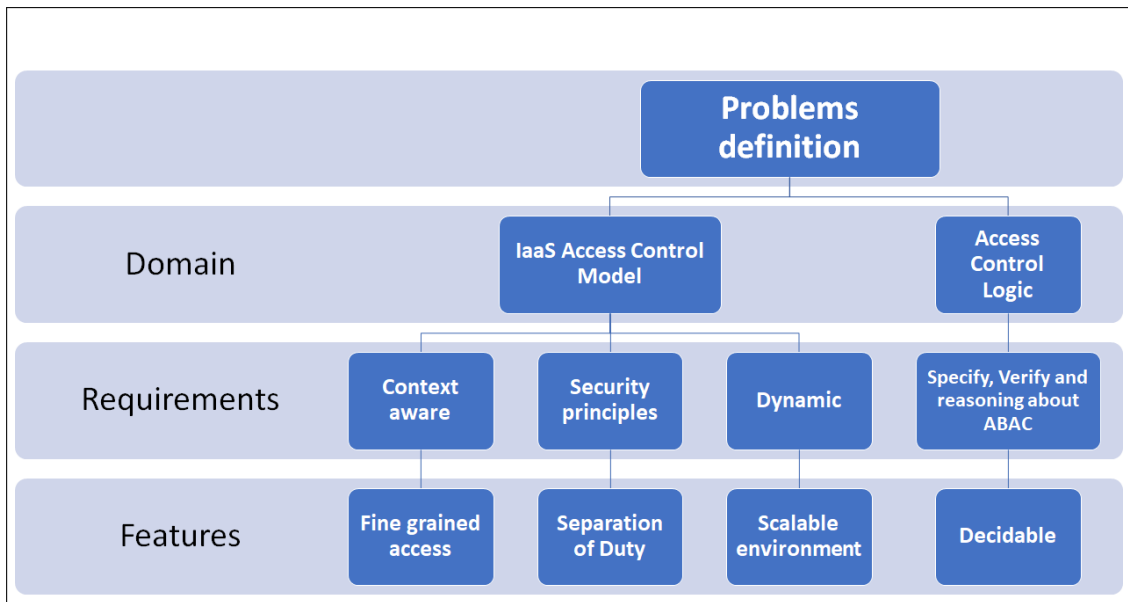 Problems
definition
Domain
IaaS Access Control
Model
Access
Control
Logic
Requirements
Context
aware
Security
principles
Dynamic
Specify, Verify and
reasoning about
ABAC
Features
Fine grained
access
Separation
of Duty
Scalable
environment
Decidable